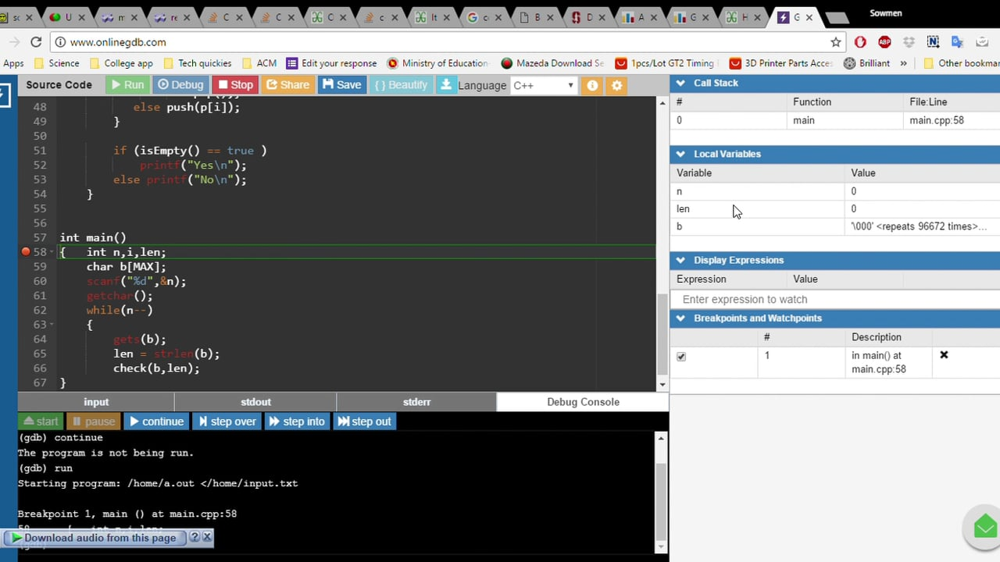 Sowmen
www.onlinegdb.com
Apps Science College app Tech quickies ACM Edit your response Ministry of Education- Mazeda Download Se 1pcs/Lot GT2 Timing 3D Printer Parts Acces Brilliant » Other bookmar
Source Code Run Debug Stop Share Save { } Beautify Language C++
48 else push(p[i]);
49 }
50
51 if (isEmpty() == true )
52 printf("Yes\n");
53 else printf("No\n");
54 }
55
56
57 int main()
58 { int n,i,len;
59 char b[MAX];
60 scanf("%d",&n);
61 getchar();
62 while(n--)
63 {
64 gets(b);
65 len = strlen(b);
66 check(b,len);
67 }
Call Stack
# Function File:Line
0 main main.cpp:58
Local Variables
Variable Value
n 0
len 0
b '\000' <repeats 96672 times>...
Display Expressions
Expression Value
Enter expression to watch
Breakpoints and Watchpoints
# Description
1 in main() at
main.cpp:58
input stdout stderr Debug Console
start pause continue step over step into step out
(gdb) continue
The program is not being run.
(gdb) run
Starting program: /home/a.out </home/input.txt
Breakpoint 1, main () at main.cpp:58
Download audio from this page ?